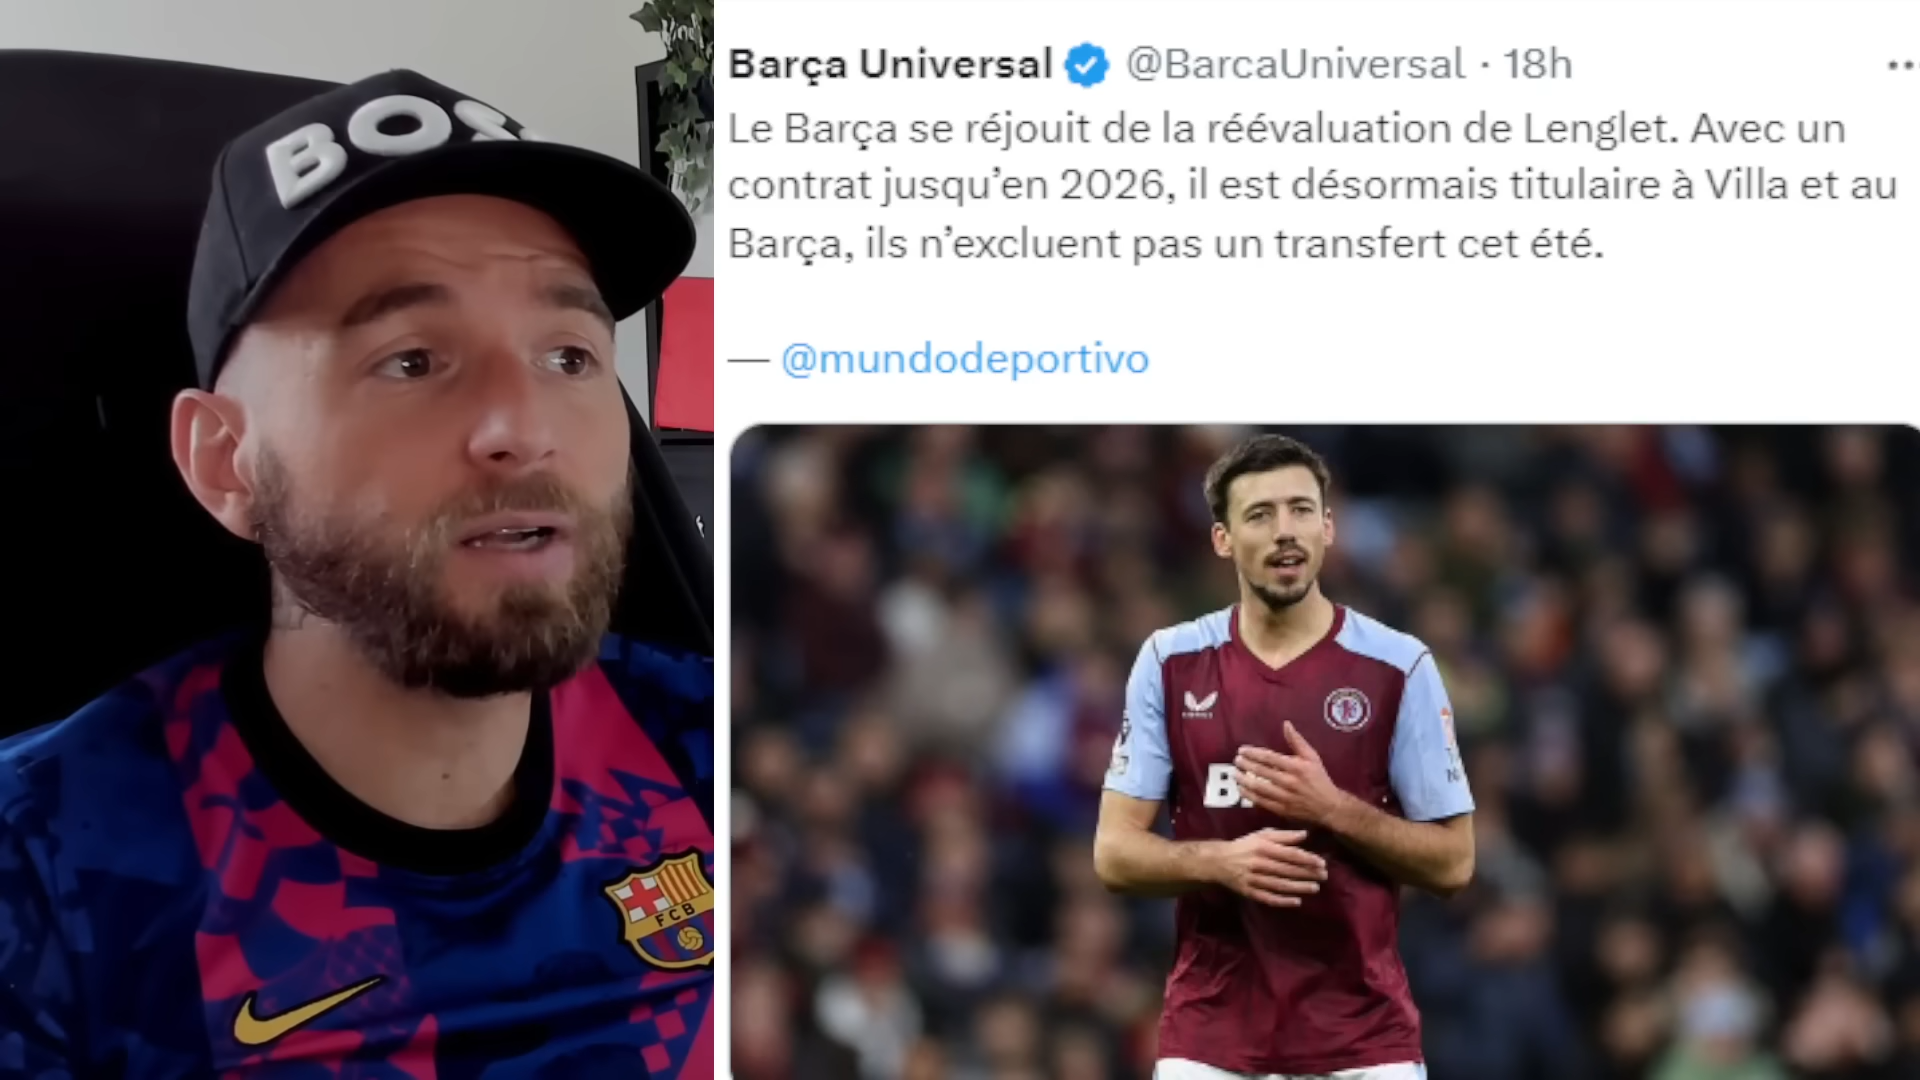 BOSS
Barça Universal @BarcaUniversal · 18h
Le Barça se réjouit de la réévaluation de Lenglet. Avec un
contrat jusqu’en 2026, il est désormais titulaire à Villa et au
Barça, ils n’excluent pas un transfert cet été.
— @mundodeportivo
FCB